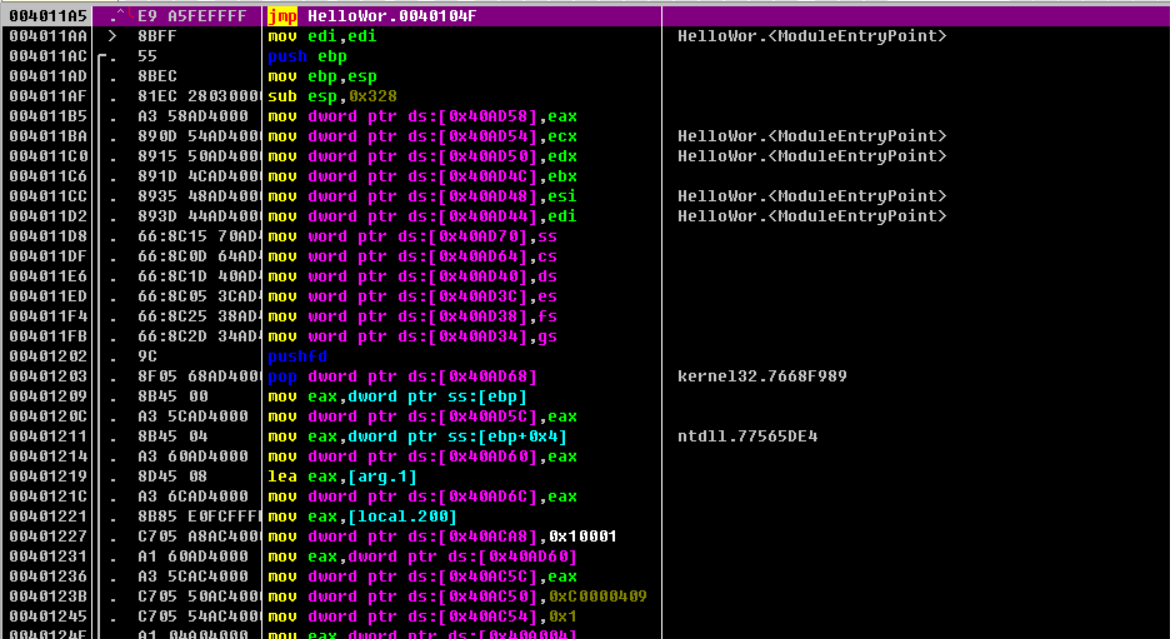 004011A5 .^ E9 A5FEFFFF jmp HelloWor.0040104F
004011AA > 8BFF mov edi,edi HelloWor.<ModuleEntryPoint>
004011AC . 55 push ebp
004011AD . 8BEC mov ebp,esp
004011AF . 81EC 28030000 sub esp,0x328
004011B5 . A3 58AD4000 mov dword ptr ds:[0x40AD58],eax
004011BA . 890D 54AD400 mov dword ptr ds:[0x40AD54],ecx HelloWor.<ModuleEntryPoint>
004011C0 . 8915 50AD400 mov dword ptr ds:[0x40AD50],edx HelloWor.<ModuleEntryPoint>
004011C6 . 891D 4CAD400 mov dword ptr ds:[0x40AD4C],ebx
004011CC . 8935 48AD400 mov dword ptr ds:[0x40AD48],esi HelloWor.<ModuleEntryPoint>
004011D2 . 893D 44AD400 mov dword ptr ds:[0x40AD44],edi HelloWor.<ModuleEntryPoint>
004011D8 . 66:8C15 70AD4 mov word ptr ds:[0x40AD70],ss
004011DF . 66:8C0D 64AD4 mov word ptr ds:[0x40AD64],cs
004011E6 . 66:8C1D 40AD4 mov word ptr ds:[0x40AD40],ds
004011ED . 66:8C05 3CAD4 mov word ptr ds:[0x40AD3C],es
004011F4 . 66:8C25 38AD4 mov word ptr ds:[0x40AD38],fs
004011FB . 66:8C2D 34AD4 mov word ptr ds:[0x40AD34],gs
00401202 . 9C pushfd
00401203 . 8F05 68AD400 pop dword ptr ds:[0x40AD68] kernel32.7668F989
00401209 . 8B45 00 mov eax,dword ptr ss:[ebp]
0040120C . A3 5CAD4000 mov dword ptr ds:[0x40AD5C],eax
00401211 . 8B45 04 mov eax,dword ptr ss:[ebp+0x4] ntdll.77565DE4
00401214 . A3 60AD4000 mov dword ptr ds:[0x40AD60],eax
00401219 . 8D45 08 lea eax,[arg.1]
0040121C . A3 6CAD4000 mov dword ptr ds:[0x40AD6C],eax
00401221 . 8B85 E0FCFFF mov eax,[local.200]
00401227 . C705 A8AC400 mov dword ptr ds:[0x40ACA8],0x10001
00401231 . A1 60AD4000 mov eax,dword ptr ds:[0x40AD60]
00401236 . A3 5CAC4000 mov dword ptr ds:[0x40AC5C],eax
0040123B . C705 50AC400 mov dword ptr ds:[0x40AC50],0xC0000409
00401245 . C705 54AC400 mov dword ptr ds:[0x40AC54],0x1
0040124F . A1 04A04000 mov eax,dword ptr ds:[0x40A004]